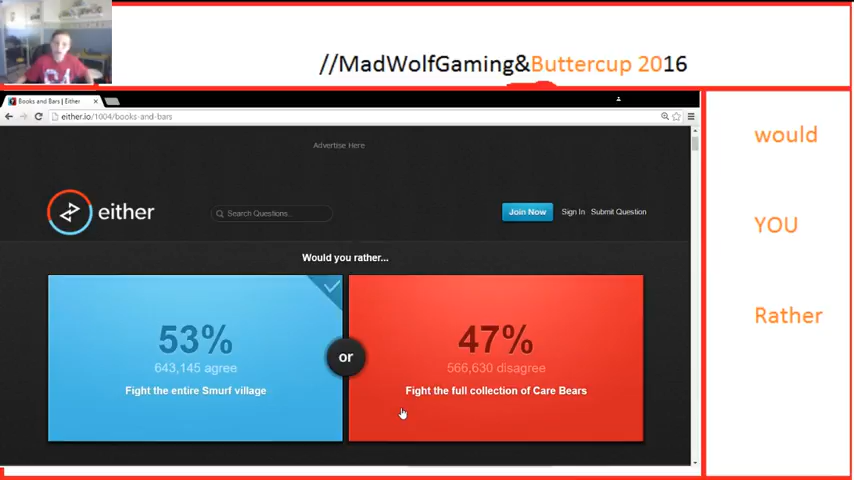 //MadWolfGaming&Buttercup 2016
Books and Bars | Either
either.io/1004/books-and-bars
Advertise Here
either
Search Questions...
Join Now
Sign In
Submit Question
Would you rather...
53%
643,145 agree
Fight the entire Smurf village
or
47%
566,630 disagree
Fight the full collection of Care Bears
would
YOU
Rather